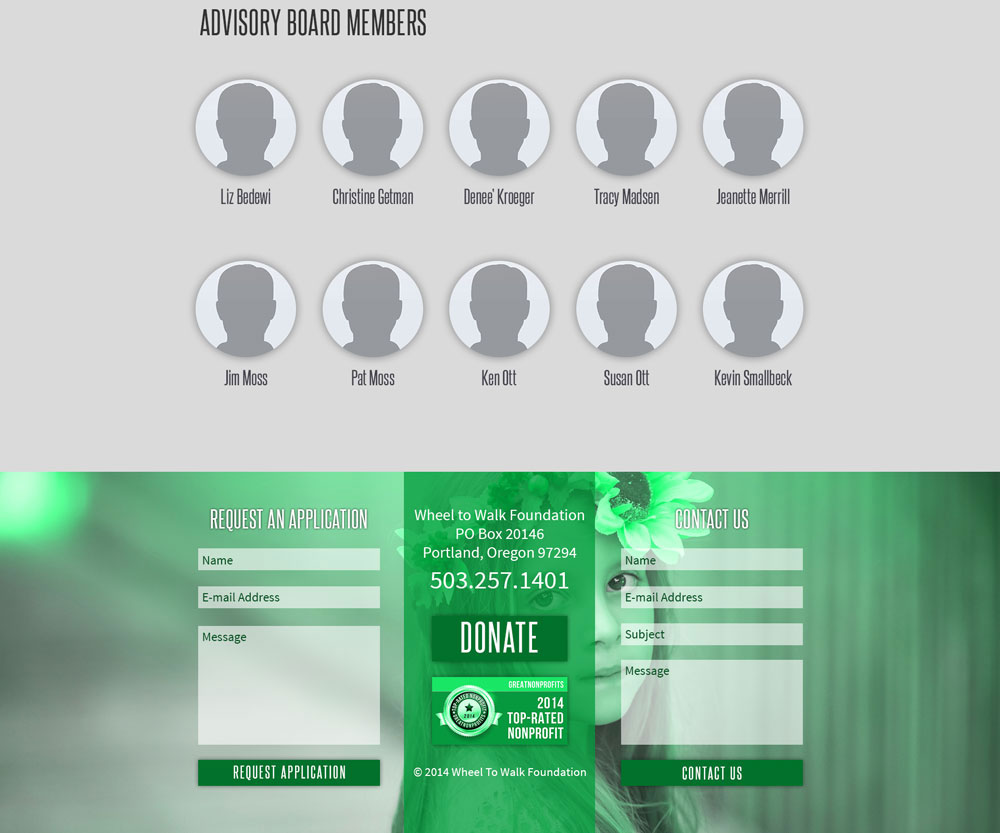 ADVISORY BOARD MEMBERS
Liz Bedewi
Christine Getman
Denee' Kroeger
Tracy Madsen
Jeanette Merrill
Jim Moss
Pat Moss
Ken Ott
Susan Ott
Kevin Smallbeck
REQUEST AN APPLICATION
Name
E-mail Address
Message
REQUEST APPLICATION
Wheel to Walk Foundation
PO Box 20146
Portland, Oregon 97294
503.257.1401
DONATE
GREATNONPROFITS
TOP-RATED NONPROFIT
2014
GREATNONPROFITS
2014
TOP-RATED
NONPROFIT
© 2014 Wheel To Walk Foundation
CONTACT US
Name
E-mail Address
Subject
Message
CONTACT US